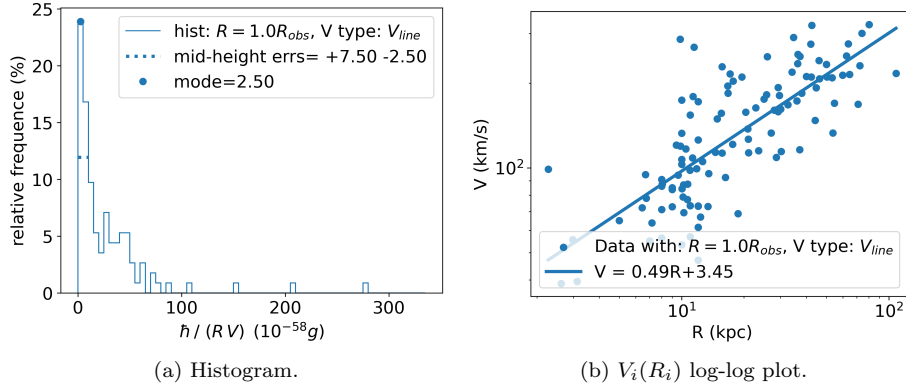 hist: R = 1.0R_obs, V type: V_line
mid-height errs= +7.50 -2.50
mode=2.50
relative frequence (%)
25
20
15
10
5
0
0 100 200 300
ħ / (R V) (10^{-58}g)
(a) Histogram.
V (km/s)
10^2
Data with: R = 1.0R_obs, V type: V_line
V = 0.49R+3.45
10^1 10^2
R (kpc)
(b) V_i(R_i) log-log plot.